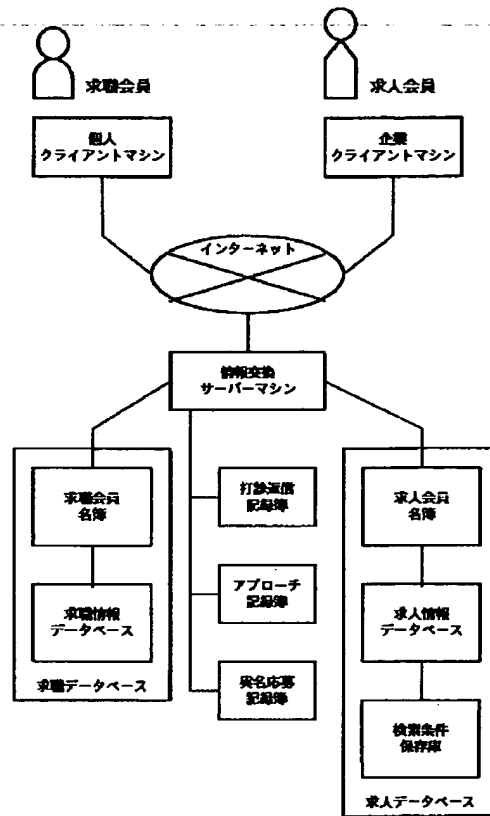 求職会員
求人会員
個人
クライアントマシン
企業
クライアントマシン
インターネット
情報交換
サーバーマシン
求職会員
名簿
打診返信
記録簿
求人会員
名簿
求職情報
データベース
アプローチ
記録簿
求人情報
データベース
求職データベース
実名応募
記録簿
検索条件
保存庫
求人データベース